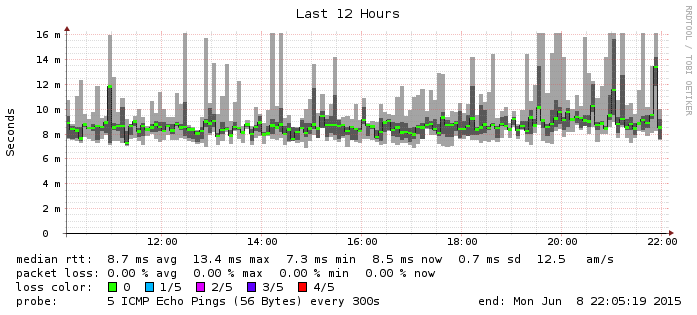 Last 12 Hours
RRDTOOL / TOBI OETIKER
Seconds
16 m
14 m
12 m
10 m
8 m
6 m
4 m
2 m
0
12:00 14:00 16:00 18:00 20:00 22:00
median rtt: 8.7 ms avg 13.4 ms max 7.3 ms min 8.5 ms now 0.7 ms sd 12.5 am/s
packet loss: 0.00 % avg 0.00 % max 0.00 % min 0.00 % now
loss color: 0 1/5 2/5 3/5 4/5
probe: 5 ICMP Echo Pings (56 Bytes) every 300s end: Mon Jun 8 22:05:19 2015